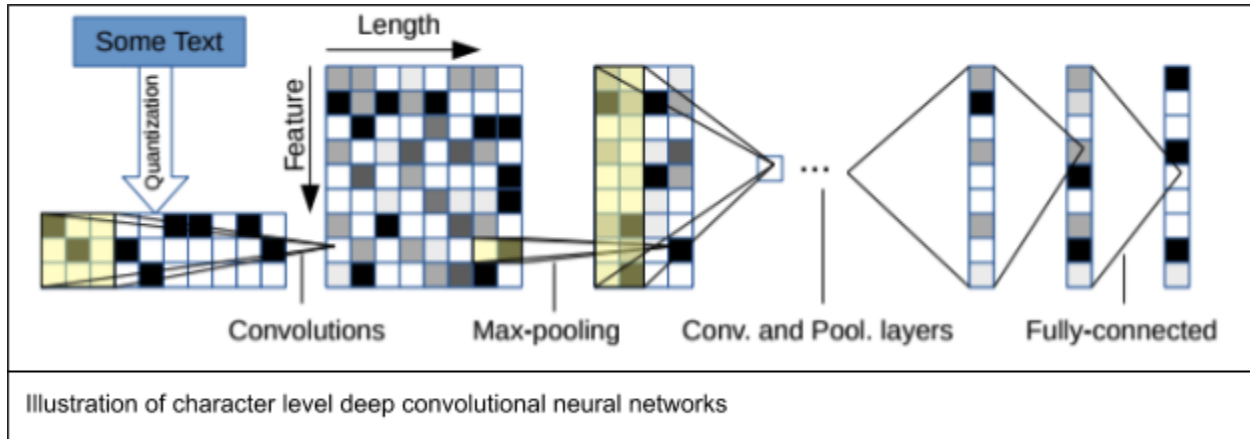 Some Text
Quantization
Length
Feature
...
Convolutions
Max-pooling
Conv. and Pool. layers
Fully-connected
Illustration of character level deep convolutional neural networks